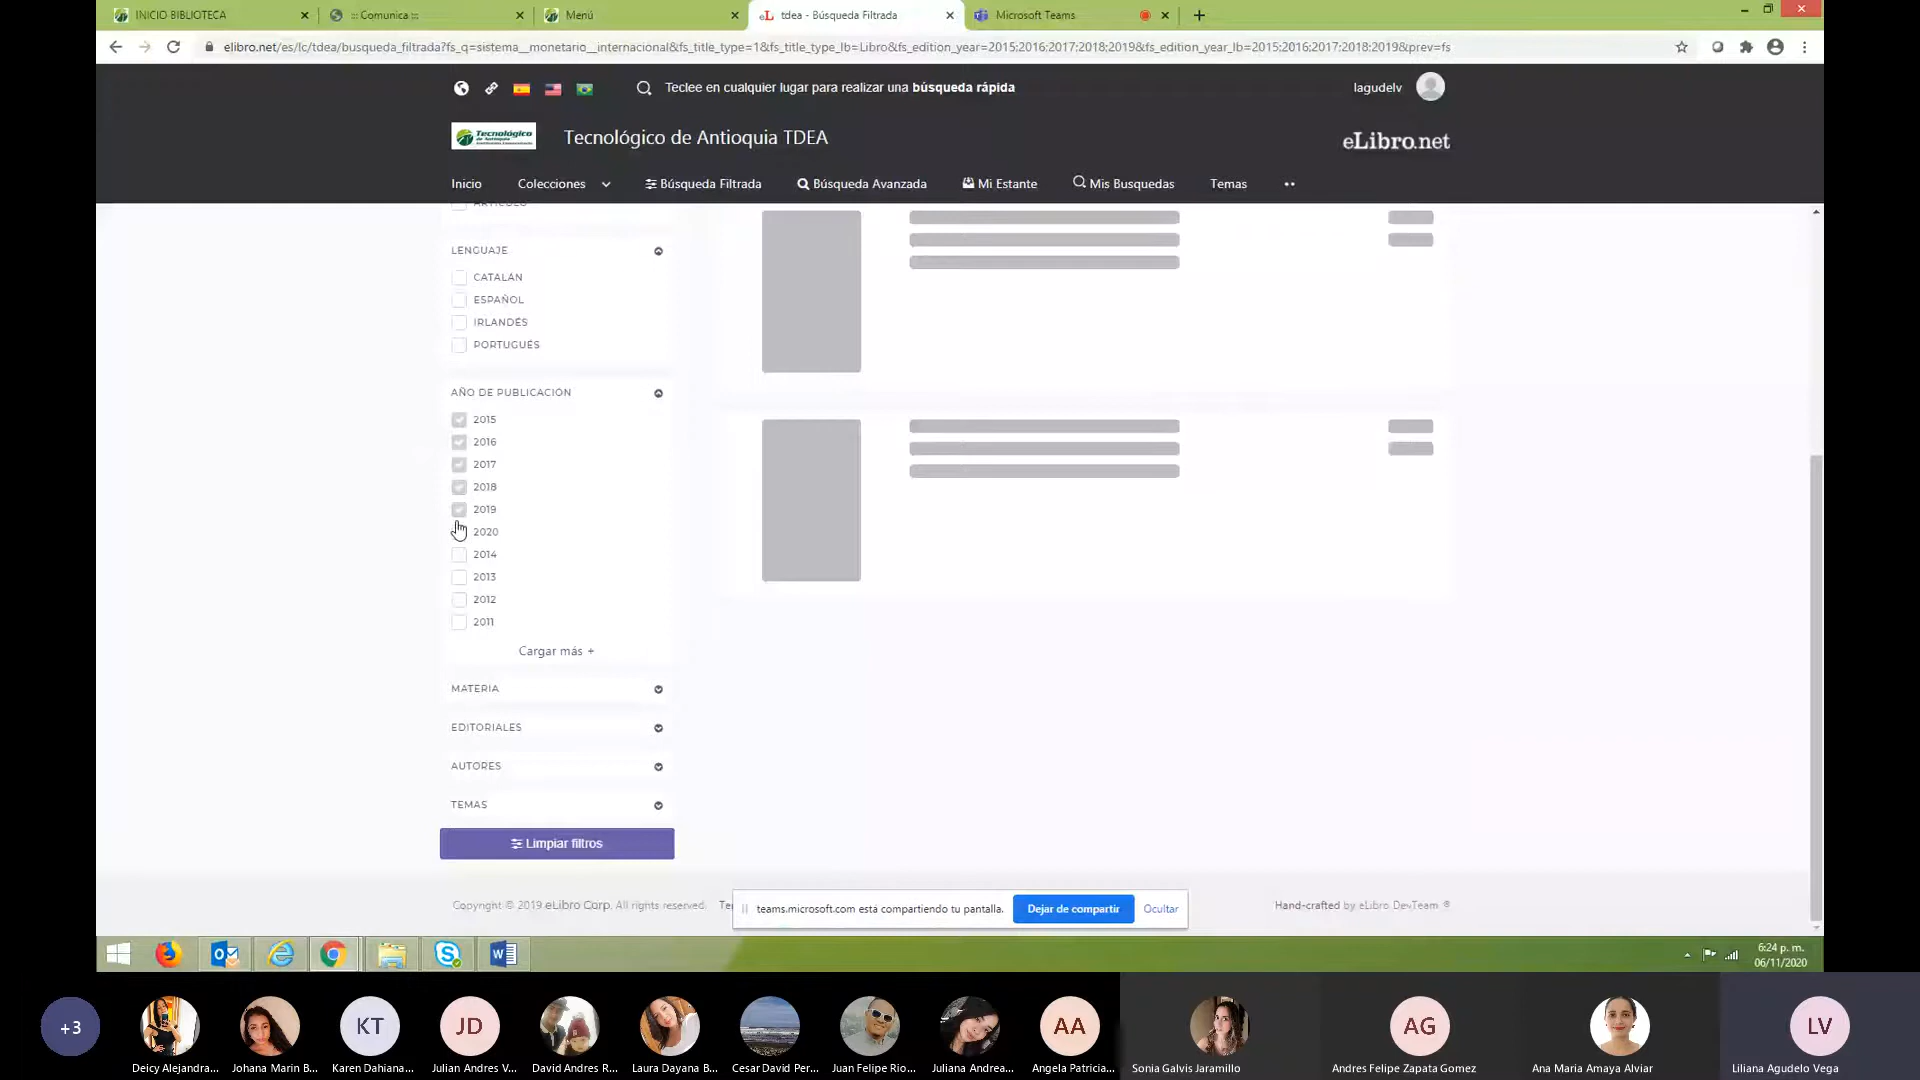 INICIO BIBLIOTECA
::: Comunica :::
Menú
eL tdea - Búsqueda Filtrada
Microsoft Teams
elibro.net/es/lc/tdea/busqueda_filtrada?fs_q=sistema__monetario__internacional&fs_title_type=1&fs_title_type_lb=Libro&fs_edition_year=2015;2016;2017;2018;2019&fs_edition_year_lb=2015;2016;2017;2018;2019&prev=fs
Teclee en cualquier lugar para realizar una búsqueda rápida
lagudelv
Tecnológico de Antioquia
Tecnológico de Antioquia TDEA
eLibro.net
Inicio
Colecciones
Búsqueda Filtrada
Búsqueda Avanzada
Mi Estante
Mis Busquedas
Temas
ARTÍCULO
LENGUAJE
CATALÁN
ESPAÑOL
IRLANDÉS
PORTUGUÉS
AÑO DE PUBLICACIÓN
2015
2016
2017
2018
2019
2020
2014
2013
2012
2011
Cargar más +
MATERIA
EDITORIALES
AUTORES
TEMAS
Limpiar filtros
Copyright © 2019 eLibro Corp. All rights reserved.
teams.microsoft.com está compartiendo tu pantalla.
Dejar de compartir
Ocultar
Hand-crafted by eLibro DevTeam ®
6:24 p. m.
06/11/2020
+3
KT
JD
AA
AG
LV
Deicy Alejandra...
Johana Marin B...
Karen Dahiana...
Julian Andres V...
David Andres R...
Laura Dayana B...
Cesar David Per...
Juan Felipe Rio...
Juliana Andrea...
Angela Patricia...
Sonia Galvis Jaramillo
Andres Felipe Zapata Gomez
Ana Maria Amaya Alviar
Liliana Agudelo Vega